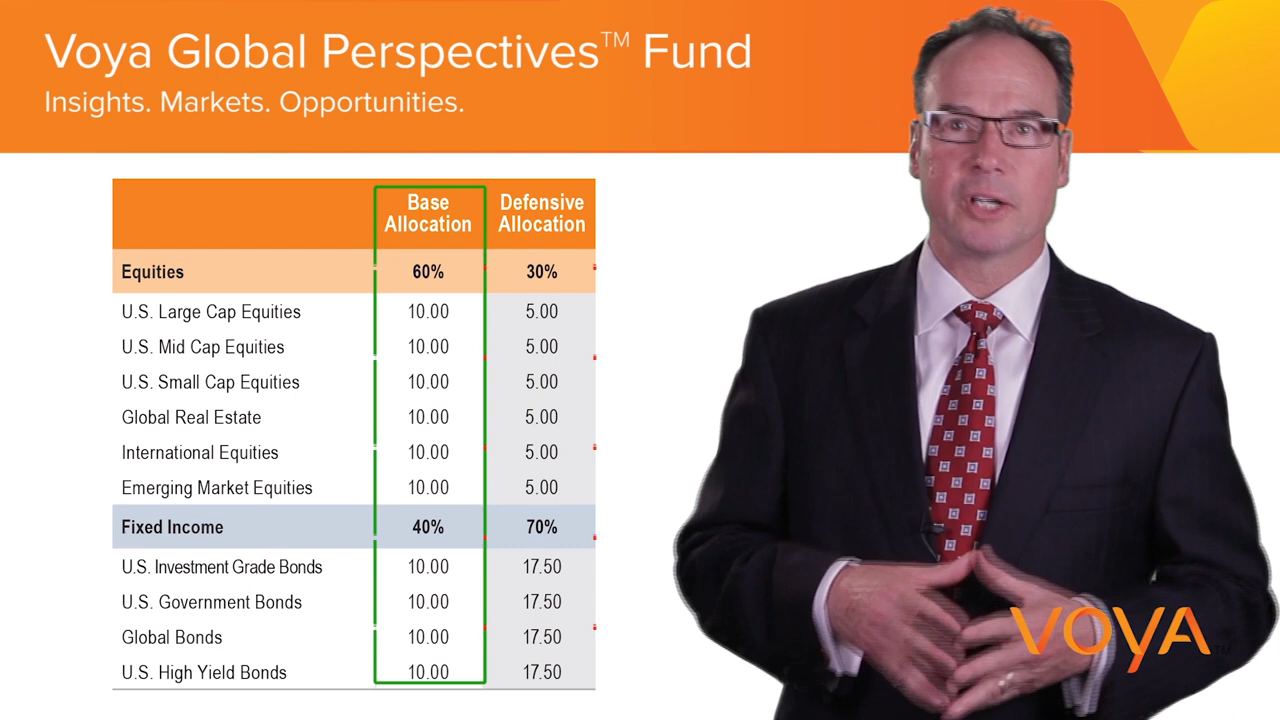 Voya Global Perspectives™ Fund
Insights. Markets. Opportunities.
Base Allocation Defensive Allocation
Equities 60% 30%
U.S. Large Cap Equities 10.00 5.00
U.S. Mid Cap Equities 10.00 5.00
U.S. Small Cap Equities 10.00 5.00
Global Real Estate 10.00 5.00
International Equities 10.00 5.00
Emerging Market Equities 10.00 5.00
Fixed Income 40% 70%
U.S. Investment Grade Bonds 10.00 17.50
U.S. Government Bonds 10.00 17.50
Global Bonds 10.00 17.50
U.S. High Yield Bonds 10.00 17.50
VOYA™